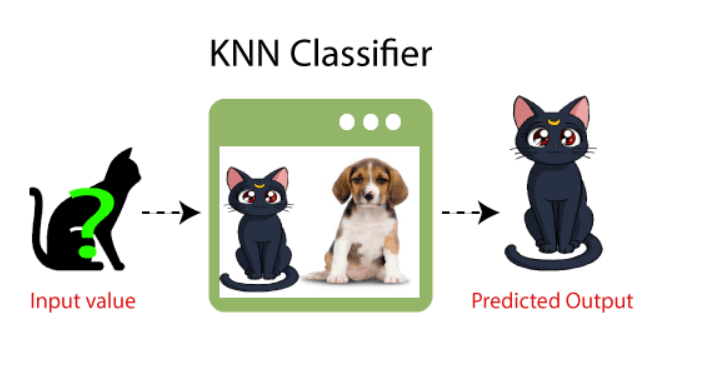 KNN Classifier
?
Input value
Predicted Output